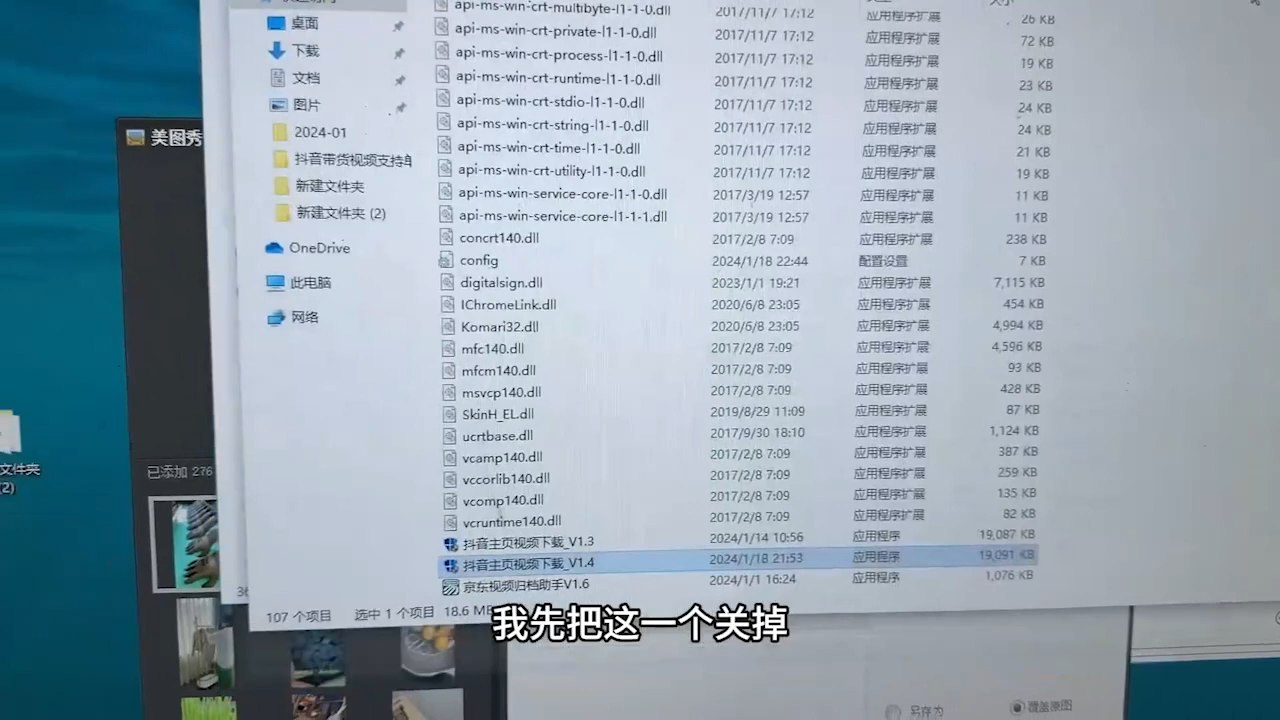 桌面
下载
文档
图片
2024-01
抖音带货视频支持单
新建文件夹
新建文件夹 (2)
OneDrive
此电脑
网络
api-ms-win-crt-multibyte-l1-1-0.dll 2017/11/7 17:12 应用程序扩展 26 KB
api-ms-win-crt-private-l1-1-0.dll 2017/11/7 17:12 应用程序扩展 72 KB
api-ms-win-crt-process-l1-1-0.dll 2017/11/7 17:12 应用程序扩展 19 KB
api-ms-win-crt-runtime-l1-1-0.dll 2017/11/7 17:12 应用程序扩展 23 KB
api-ms-win-crt-stdio-l1-1-0.dll 2017/11/7 17:12 应用程序扩展 24 KB
api-ms-win-crt-string-l1-1-0.dll 2017/11/7 17:12 应用程序扩展 24 KB
api-ms-win-crt-time-l1-1-0.dll 2017/11/7 17:12 应用程序扩展 21 KB
api-ms-win-crt-utility-l1-1-0.dll 2017/11/7 17:12 应用程序扩展 19 KB
api-ms-win-service-core-l1-1-0.dll 2017/3/19 12:57 应用程序扩展 11 KB
api-ms-win-service-core-l1-1-1.dll 2017/3/19 12:57 应用程序扩展 11 KB
concrt140.dll 2017/2/8 7:09 应用程序扩展 238 KB
config 2024/1/18 22:44 配置设置 7 KB
digitalsign.dll 2023/1/1 19:21 应用程序扩展 7,115 KB
IChromeLink.dll 2020/6/8 23:05 应用程序扩展 454 KB
Komari32.dll 2020/6/8 23:05 应用程序扩展 4,994 KB
mfc140.dll 2017/2/8 7:09 应用程序扩展 4,596 KB
mfcm140.dll 2017/2/8 7:09 应用程序扩展 93 KB
msvcp140.dll 2017/2/8 7:09 应用程序扩展 428 KB
SkinH_EL.dll 2019/8/29 11:09 应用程序扩展 87 KB
ucrtbase.dll 2017/9/30 18:10 应用程序扩展 1,124 KB
vcamp140.dll 2017/2/8 7:09 应用程序扩展 387 KB
vccorlib140.dll 2017/2/8 7:09 应用程序扩展 259 KB
vcomp140.dll 2017/2/8 7:09 应用程序扩展 135 KB
vcruntime140.dll 2017/2/8 7:09 应用程序扩展 82 KB
抖音主页视频下载_V1.3 2024/1/14 10:56 应用程序 19,087 KB
抖音主页视频下载_V1.4 2024/1/18 21:53 应用程序 19,091 KB
京东视频归档助手V1.6 2024/1/1 16:24 应用程序 1,076 KB
107 个项目 选中 1 个项目 18.6 MB
美图秀
已添加 276
文件夹
(2)
36
我先把这一个关掉
另存为
覆盖原图